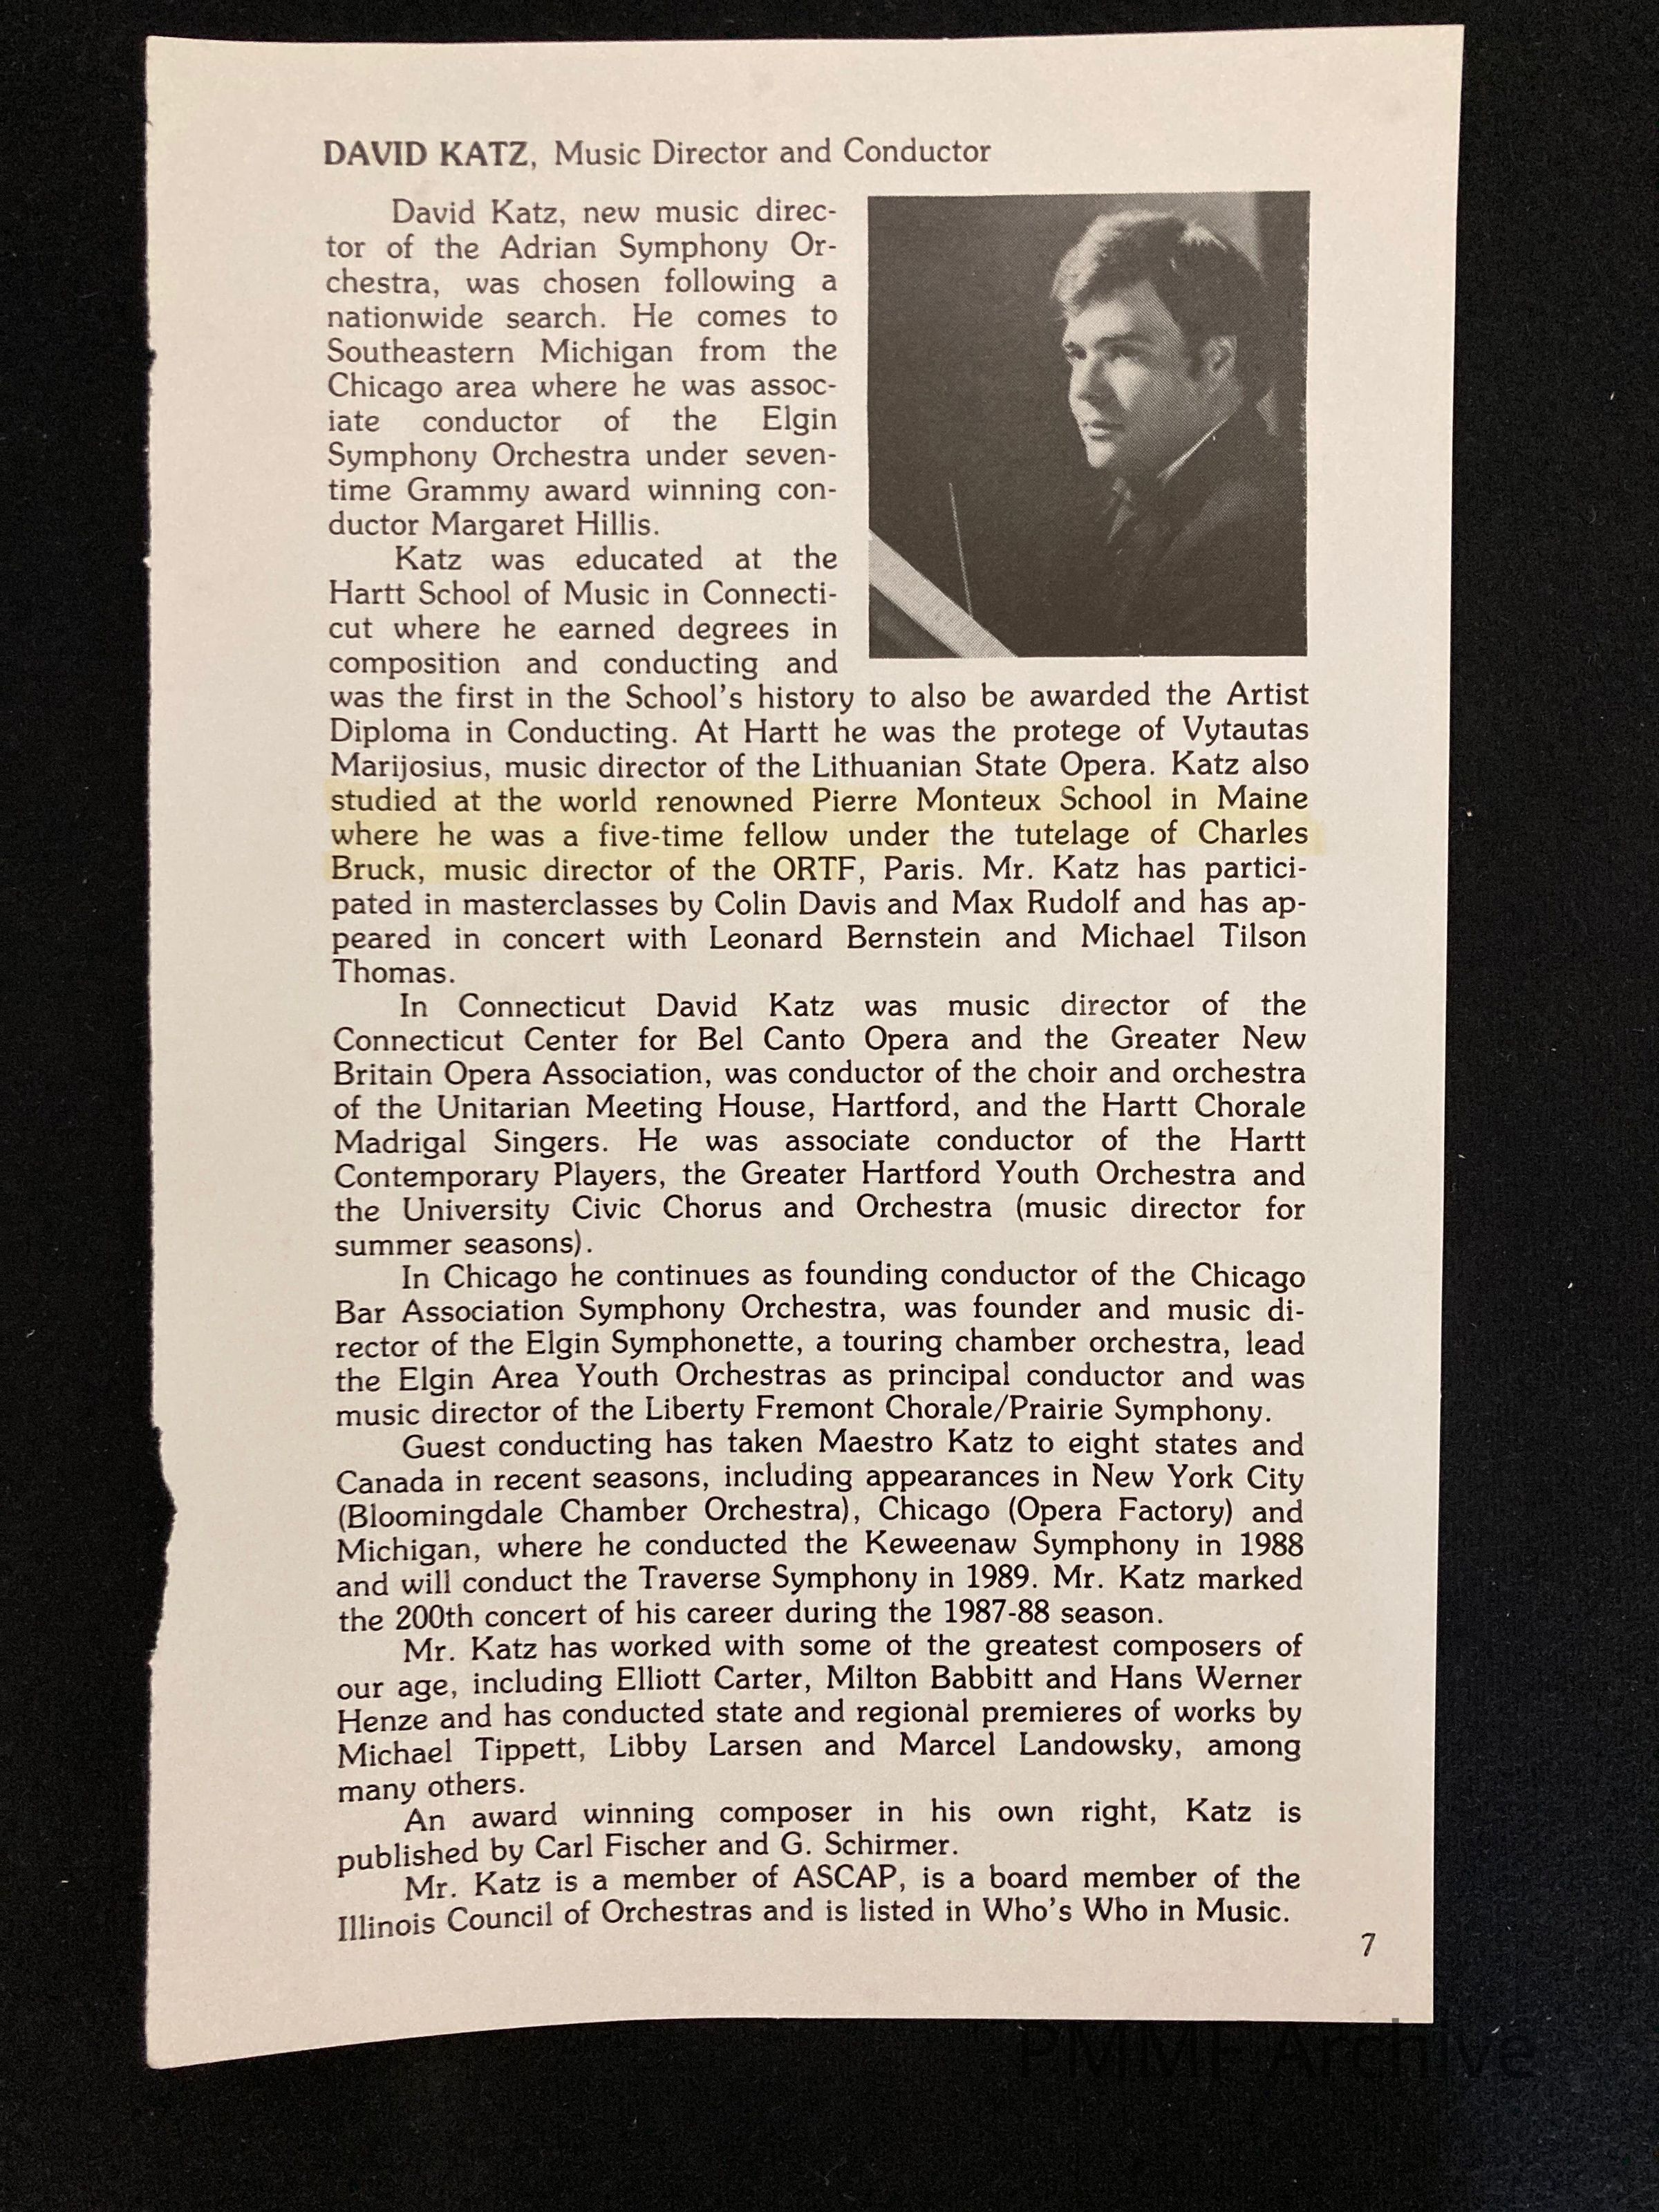 DAVID KATZ, Music Director and Conductor
David Katz, new music direc-
tor of the Adrian Symphony Or-
chestra, was chosen following a
nationwide search. He comes to
Southeastern Michigan from the
Chicago area where he was assoc-
iate conductor of the Elgin
Symphony Orchestra under seven-
time Grammy award winning con-
ductor Margaret Hillis.
Katz was educated at the
Hartt School of Music in Connecti-
cut where he earned degrees in
composition and conducting and
was the first in the School's history to also be awarded the Artist
Diploma in Conducting. At Hartt he was the protege of Vytautas
Marijosius, music director of the Lithuanian State Opera. Katz also
studied at the world renowned Pierre Monteux School in Maine
where he was a five-time fellow under the tutelage of Charles
Bruck, music director of the ORTF, Paris. Mr. Katz has partici-
pated in masterclasses by Colin Davis and Max Rudolf and has ap-
peared in concert with Leonard Bernstein and Michael Tilson
Thomas.
In Connecticut David Katz was music director of the
Connecticut Center for Bel Canto Opera and the Greater New
Britain Opera Association, was conductor of the choir and orchestra
of the Unitarian Meeting House, Hartford, and the Hartt Chorale
Madrigal Singers. He was associate conductor of the Hartt
Contemporary Players, the Greater Hartford Youth Orchestra and
the University Civic Chorus and Orchestra (music director for
summer seasons).
In Chicago he continues as founding conductor of the Chicago
Bar Association Symphony Orchestra, was founder and music di-
rector of the Elgin Symphonette, a touring chamber orchestra, lead
the Elgin Area Youth Orchestras as principal conductor and was
music director of the Liberty Fremont Chorale/Prairie Symphony.
Guest conducting has taken Maestro Katz to eight states and
Canada in recent seasons, including appearances in New York City
(Bloomingdale Chamber Orchestra), Chicago (Opera Factory) and
Michigan, where he conducted the Keweenaw Symphony in 1988
and will conduct the Traverse Symphony in 1989. Mr. Katz marked
the 200th concert of his career during the 1987-88 season.
Mr. Katz has worked with some of the greatest composers of
our age, including Elliott Carter, Milton Babbitt and Hans Werner
Henze and has conducted state and regional premieres of works by
Michael Tippett, Libby Larsen and Marcel Landowsky, among
many others.
An award winning composer in his own right, Katz is
published by Carl Fischer and G. Schirmer.
Mr. Katz is a member of ASCAP, is a board member of the
Illinois Council of Orchestras and is listed in Who's Who in Music.
7
PMMF Archive